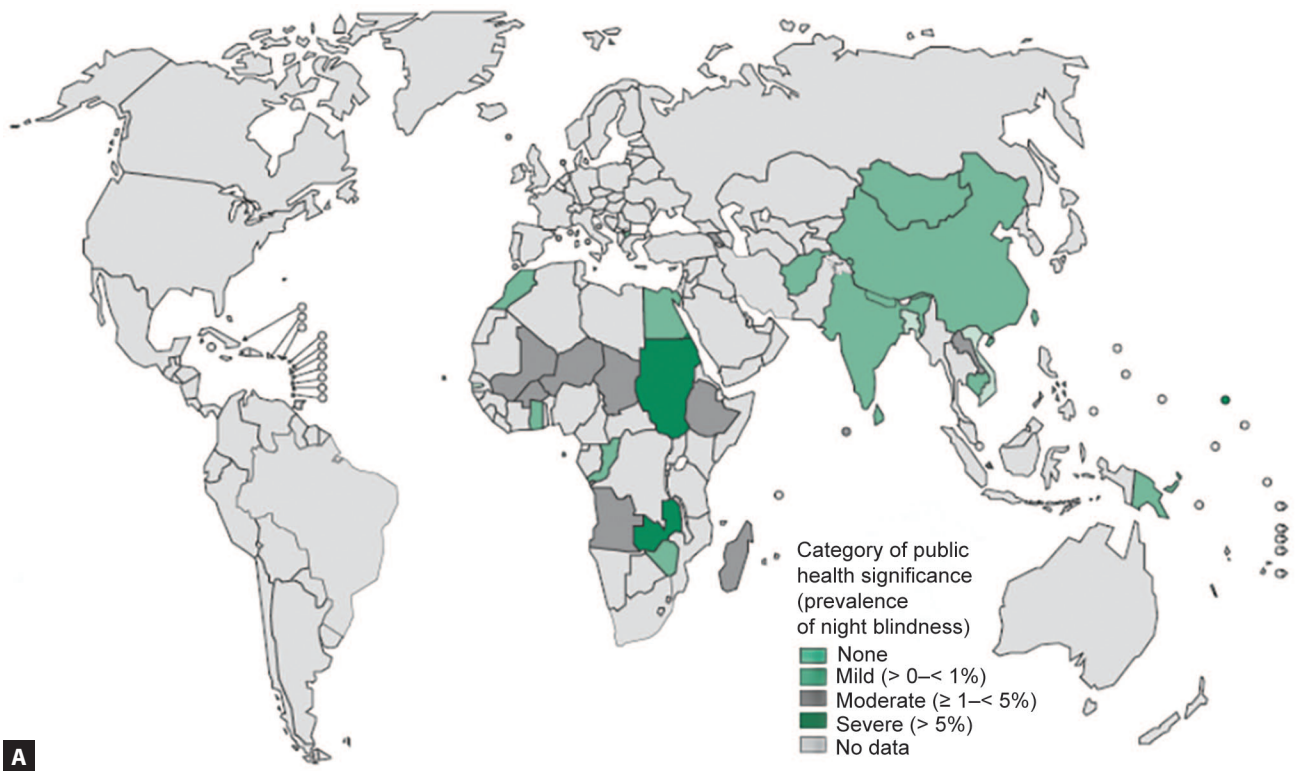 Category of public
health significance
(prevalence
of night blindness)
None
Mild (> 0–< 1%)
Moderate (≥ 1–< 5%)
Severe (> 5%)
No data
A